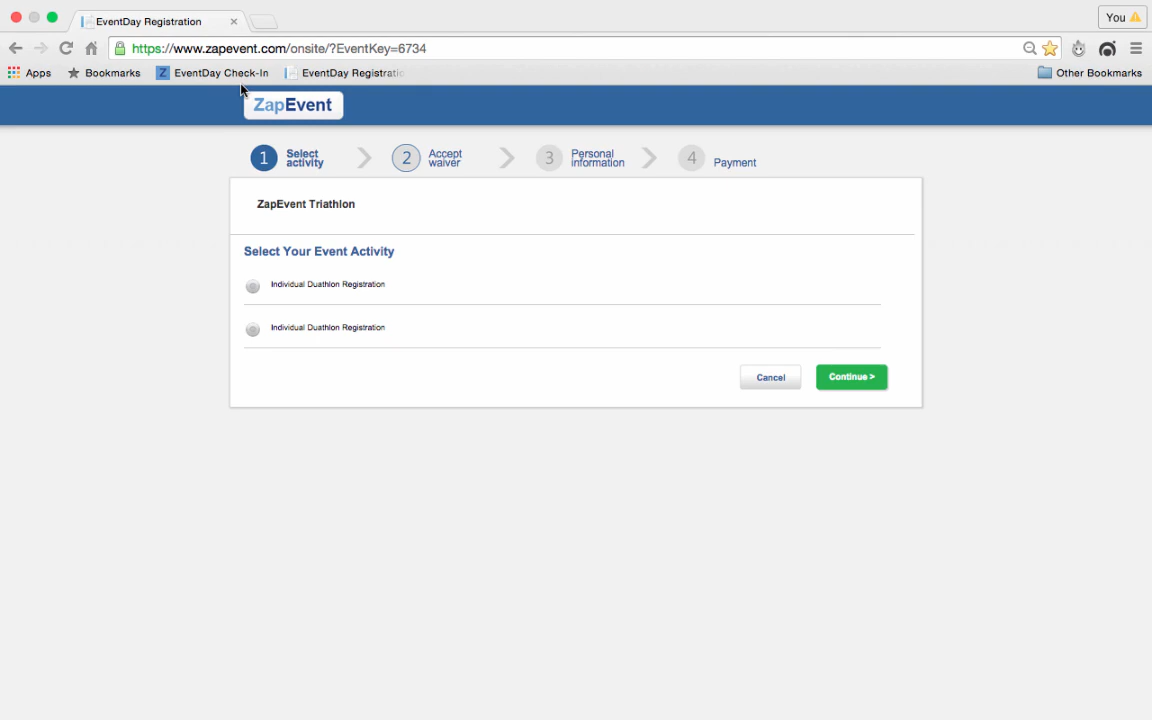 EventDay Registration
You
https://www.zapevent.com/onsite/?EventKey=6734
Apps Bookmarks Z EventDay Check-In EventDay Registratio Other Bookmarks
ZapEvent
1 Select activity 2 Accept waiver 3 Personal information 4 Payment
ZapEvent Triathlon
Select Your Event Activity
Individual Duathlon Registration
Individual Duathlon Registration
Cancel Continue >